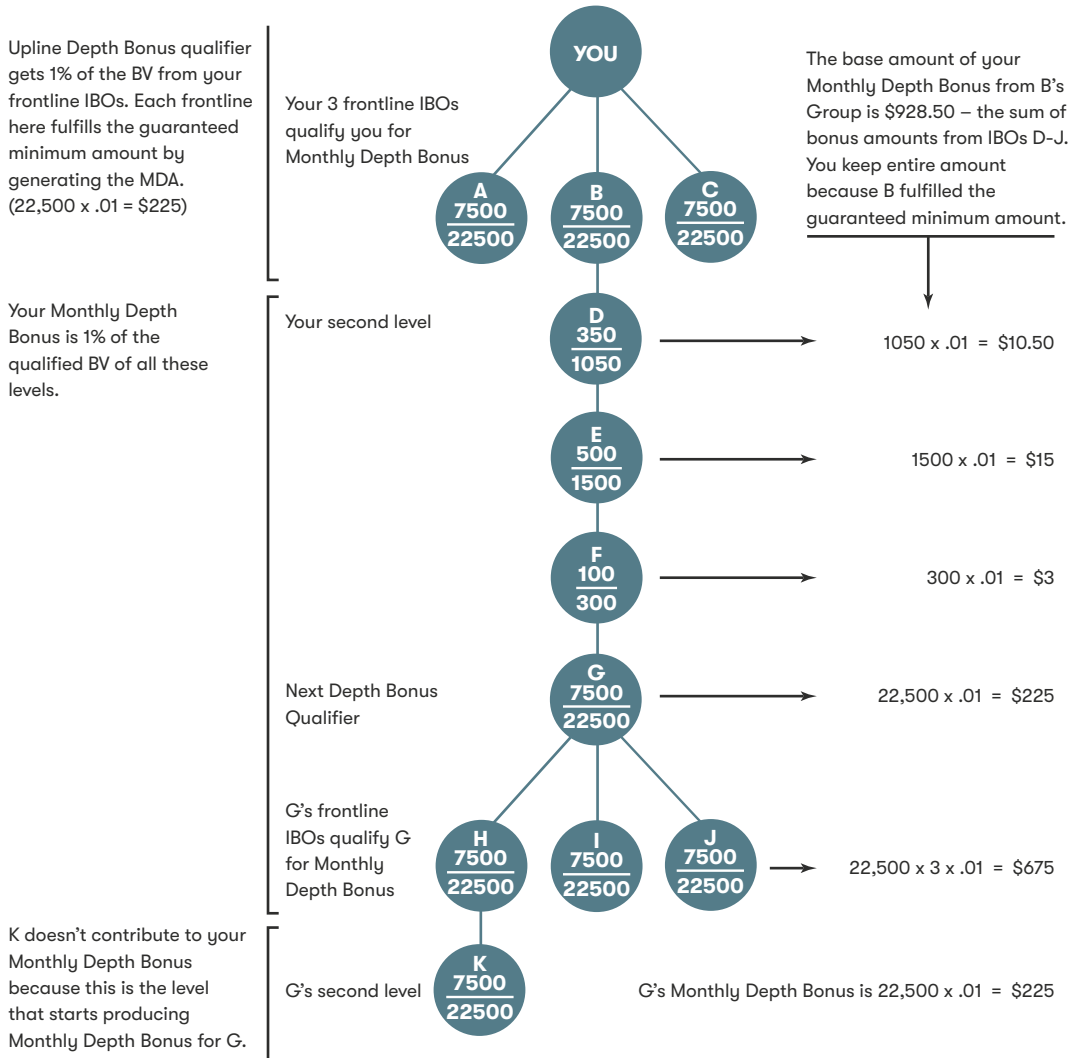 YOU
Upline Depth Bonus qualifier
gets 1% of the BV from your
frontline IBOs. Each frontline
here fulfills the guaranteed
minimum amount by
generating the MDA.
(22,500 x .01 = $225)
Your 3 frontline IBOs
qualify you for
Monthly Depth Bonus
The base amount of your
Monthly Depth Bonus from B's
Group is $928.50 – the sum of
bonus amounts from IBOs D-J.
You keep entire amount
because B fulfilled the
guaranteed minimum amount.
A
7500
22500
B
7500
22500
C
7500
22500
Your Monthly Depth
Bonus is 1% of the
qualified BV of all these
levels.
Your second level
D
350
1050
1050 x .01 = $10.50
E
500
1500
1500 x .01 = $15
F
100
300
300 x .01 = $3
Next Depth Bonus
Qualifier
G
7500
22500
22,500 x .01 = $225
G's frontline
IBOs qualify G
for Monthly
Depth Bonus
H
7500
22500
I
7500
22500
J
7500
22500
22,500 x 3 x .01 = $675
K doesn't contribute to your
Monthly Depth Bonus
because this is the level
that starts producing
Monthly Depth Bonus for G.
G's second level
K
7500
22500
G's Monthly Depth Bonus is 22,500 x .01 = $225